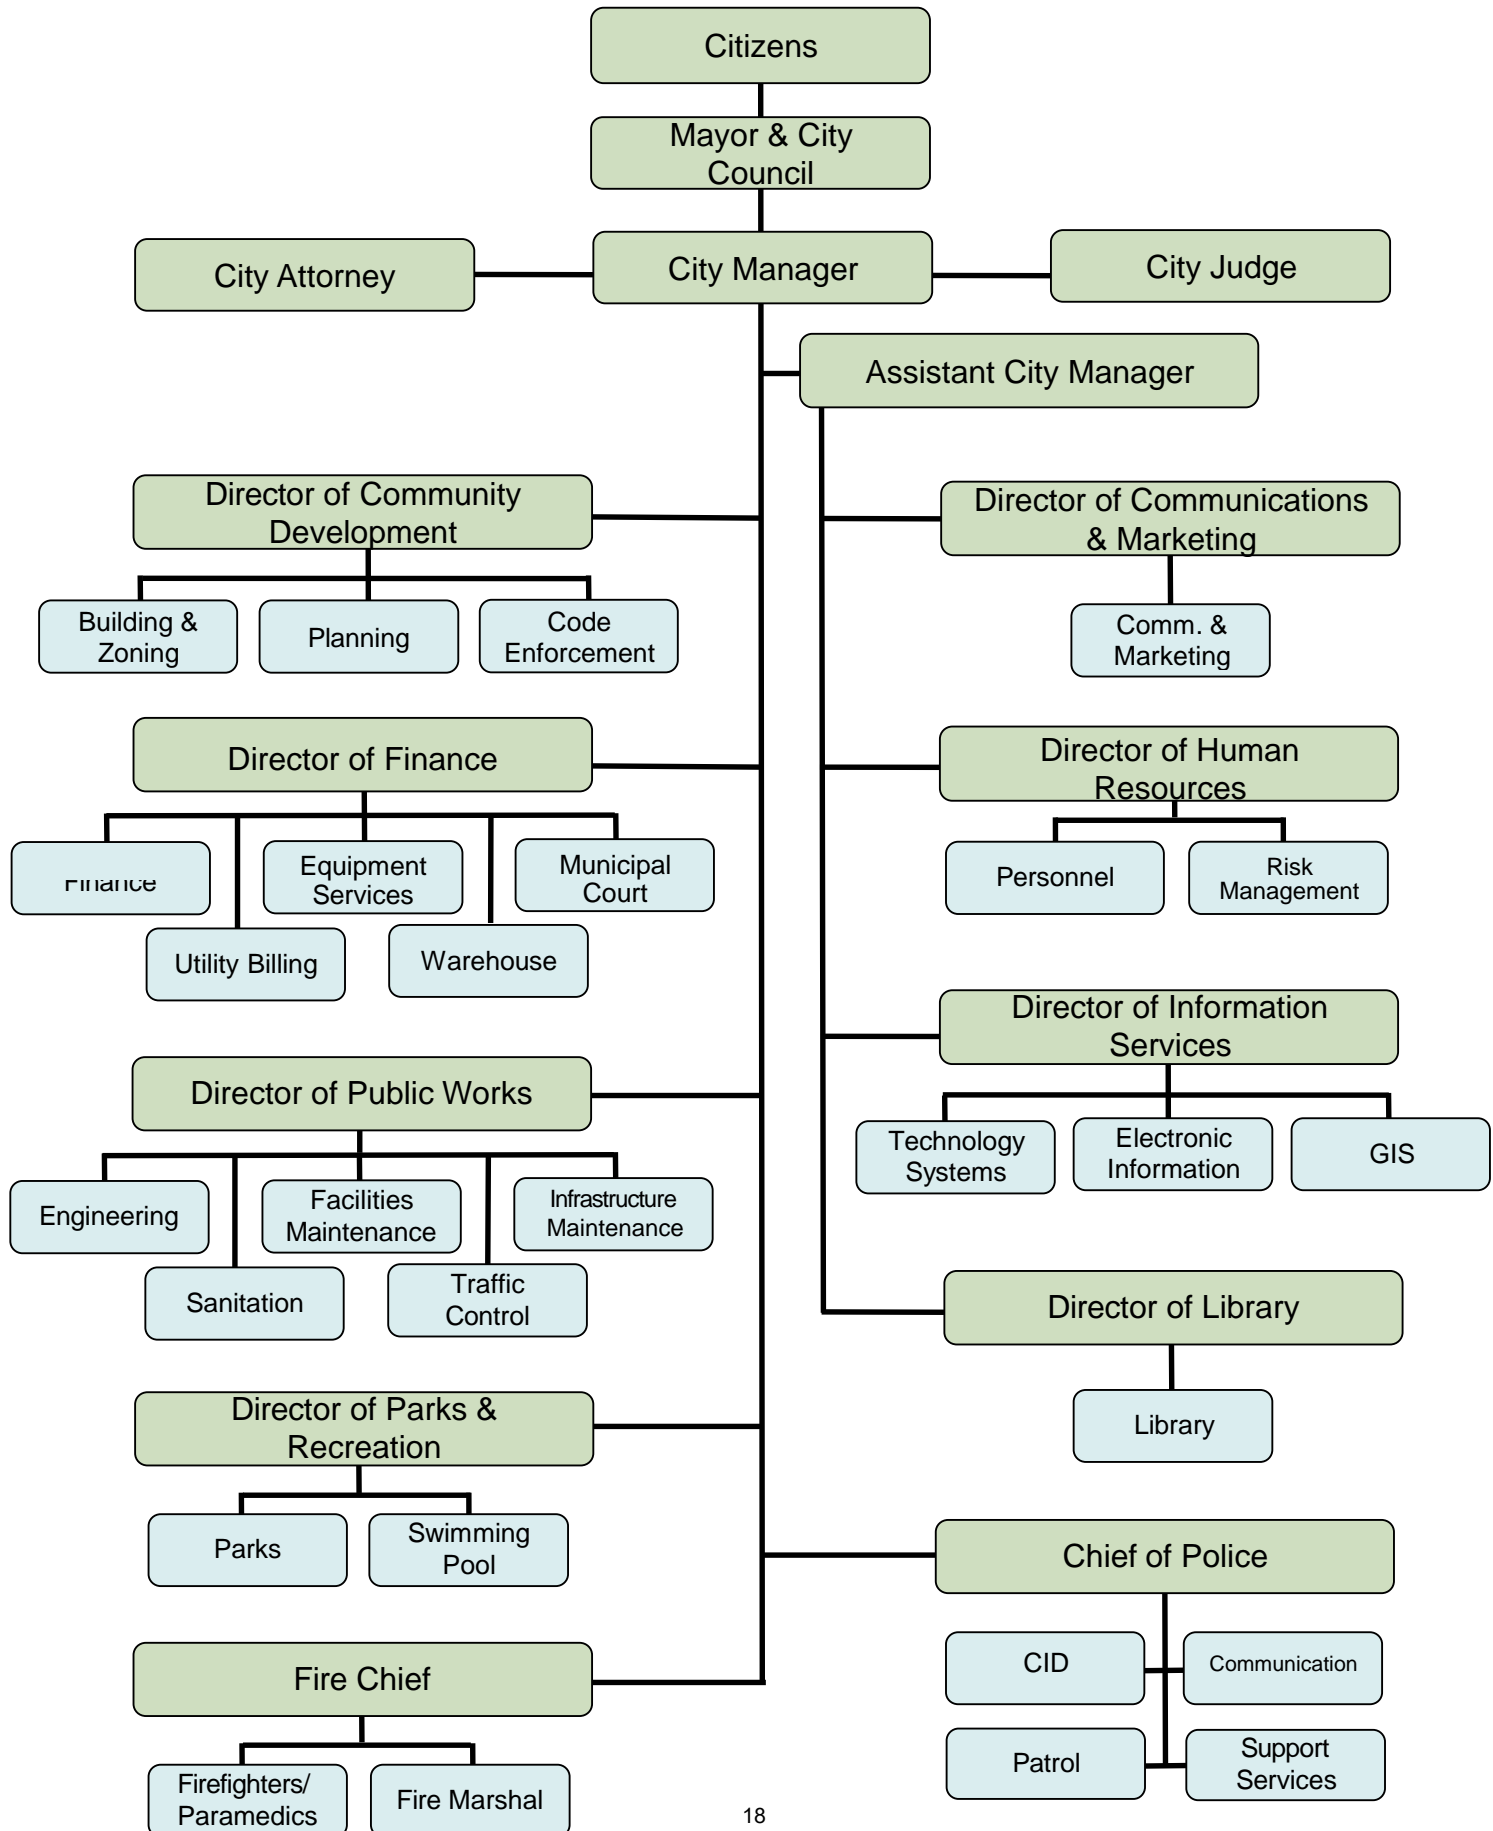 Citizens
Mayor & City
Council
City Attorney
City Manager
City Judge
Assistant City Manager
Director of Community
Development
Director of Communications
& Marketing
Building &
Zoning
Planning
Code
Enforcement
Comm. &
Marketing
Director of Finance
Director of Human
Resources
Finance
Equipment
Services
Municipal
Court
Personnel
Risk
Management
Utility Billing
Warehouse
Director of Information
Services
Director of Public Works
Technology
Systems
Electronic
Information
GIS
Engineering
Facilities
Maintenance
Infrastructure
Maintenance
Sanitation
Traffic
Control
Director of Library
Director of Parks &
Recreation
Library
Parks
Swimming
Pool
Chief of Police
Fire Chief
CID
Communication
Patrol
Support
Services
Firefighters/
Paramedics
Fire Marshal
18